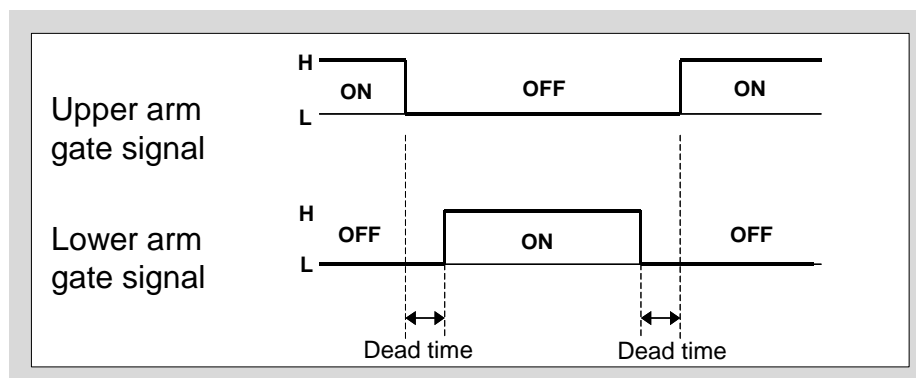 H
ON
OFF
ON
Upper arm
gate signal
L
H
OFF
ON
OFF
Lower arm
gate signal
L
Dead time
Dead time